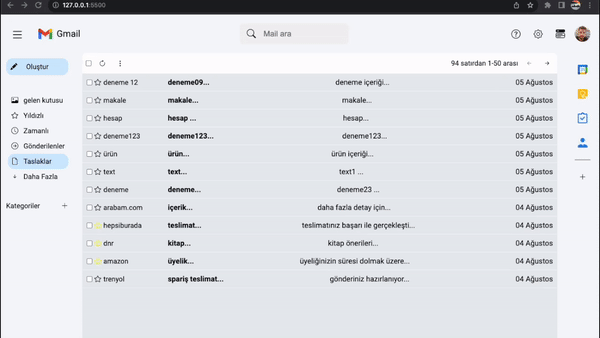 127.0.0.1:5500
Gmail
Mail ara
Oluştur
94 satırdan 1-50 arası
gelen kutusu
Yıldızlı
Zamanlı
Gönderilenler
Taslaklar
Daha Fazla
Kategoriler +
deneme 12 deneme09... deneme içeriği... 05 Ağustos
makale makale... makale... 05 Ağustos
hesap hesap ... hesap... 05 Ağustos
deneme123 deneme123... deneme123... 05 Ağustos
ürün ürün... ürün içeriği... 05 Ağustos
text text... text1 ... 05 Ağustos
deneme deneme... deneme23 ... 05 Ağustos
arabam.com içerik... daha fazla detay için... 04 Ağustos
hepsiburada teslimat... teslimatınız başarı ile gerçekleşti... 04 Ağustos
dnr kitap... kitap önerileri... 04 Ağustos
amazon üyelik... üyeliğinizin süresi dolmak üzere... 04 Ağustos
trenyol spariş teslimat... gönderiniz hazırlanıyor... 04 Ağustos